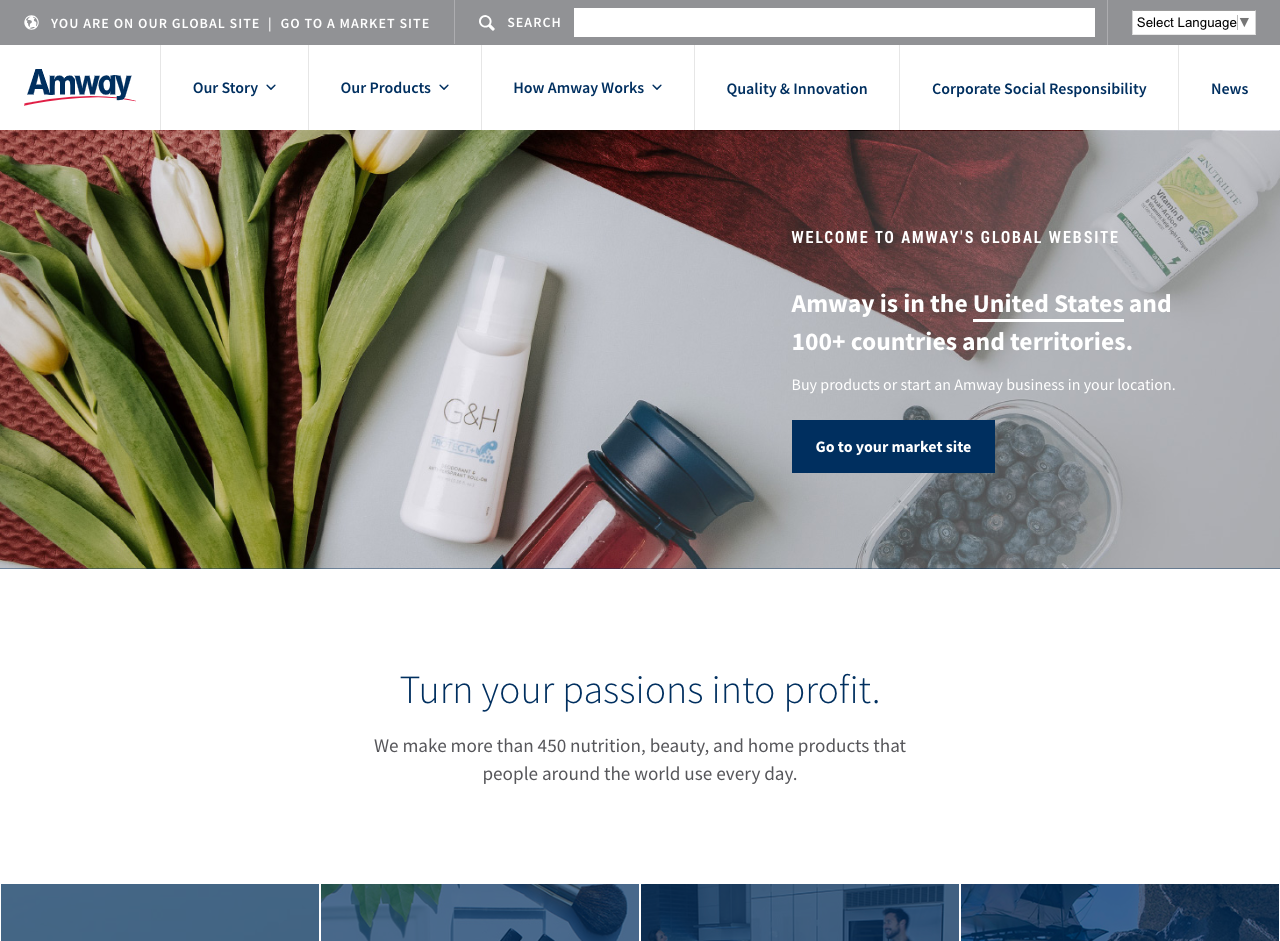 YOU ARE ON OUR GLOBAL SITE | GO TO A MARKET SITE
SEARCH
Select Language ▼
Amway
Our Story
Our Products
How Amway Works
Quality & Innovation
Corporate Social Responsibility
News
NUTRILITE
Vitamin B
Dual-Action
WELCOME TO AMWAY'S GLOBAL WEBSITE
Amway is in the United States and
100+ countries and territories.
Buy products or start an Amway business in your location.
Go to your market site
G&H
PROTECT+
Turn your passions into profit.
We make more than 450 nutrition, beauty, and home products that
people around the world use every day.